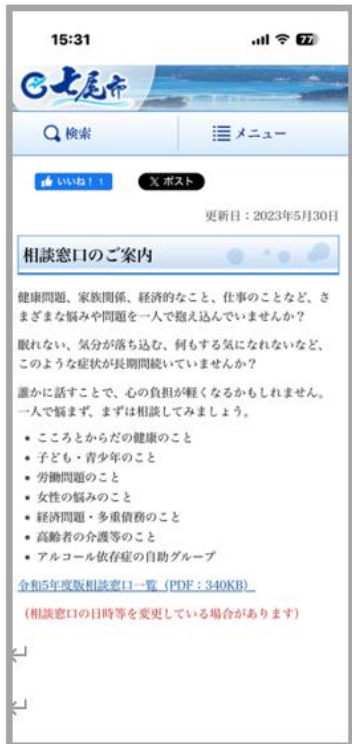 15:31
77
七尾市
検索
メニュー
いいね！ 1
ポスト
更新日：2023年5月30日
相談窓口のご案内
健康問題、家族関係、経済的なこと、仕事のことなど、さ
まざまな悩みや問題を一人で抱え込んでいませんか？
眠れない、気分が落ち込む、何もする気になれないなど、
このような症状が長期間続いていませんか？
誰かに話すことで、心の負担が軽くなるかもしれません。
一人で悩まず、まずは相談してみましょう。
• こころとからだの健康のこと
• 子ども・青少年のこと
• 労働問題のこと
• 女性の悩みのこと
• 経済問題・多重債務のこと
• 高齢者の介護等のこと
• アルコール依存症の自助グループ
令和5年度版相談窓口一覧（PDF：340KB）
（相談窓口の日時等を変更している場合があります）